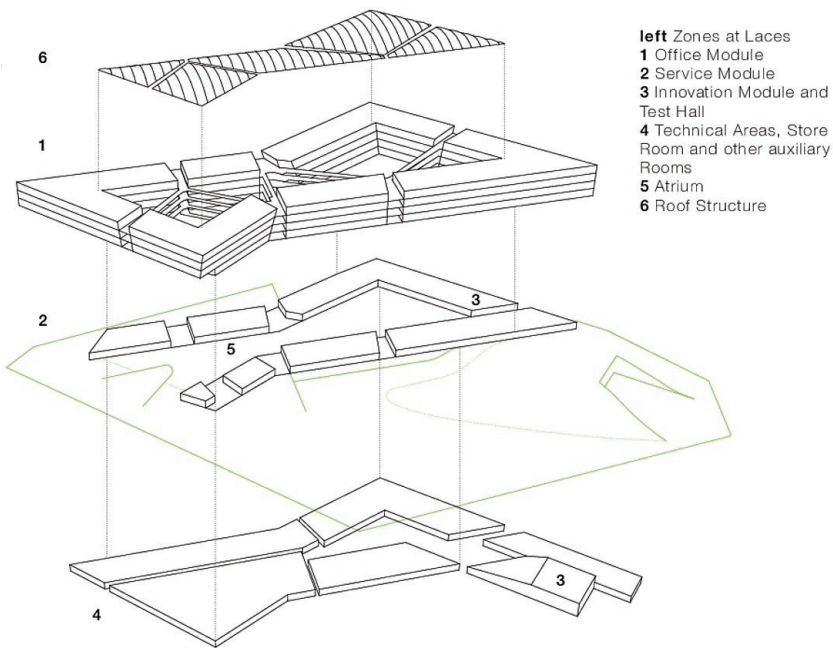 left Zones at Laces
1 Office Module
2 Service Module
3 Innovation Module and
Test Hall
4 Technical Areas, Store
Room and other auxiliary
Rooms
5 Atrium
6 Roof Structure
6
1
2
3
5
3
4